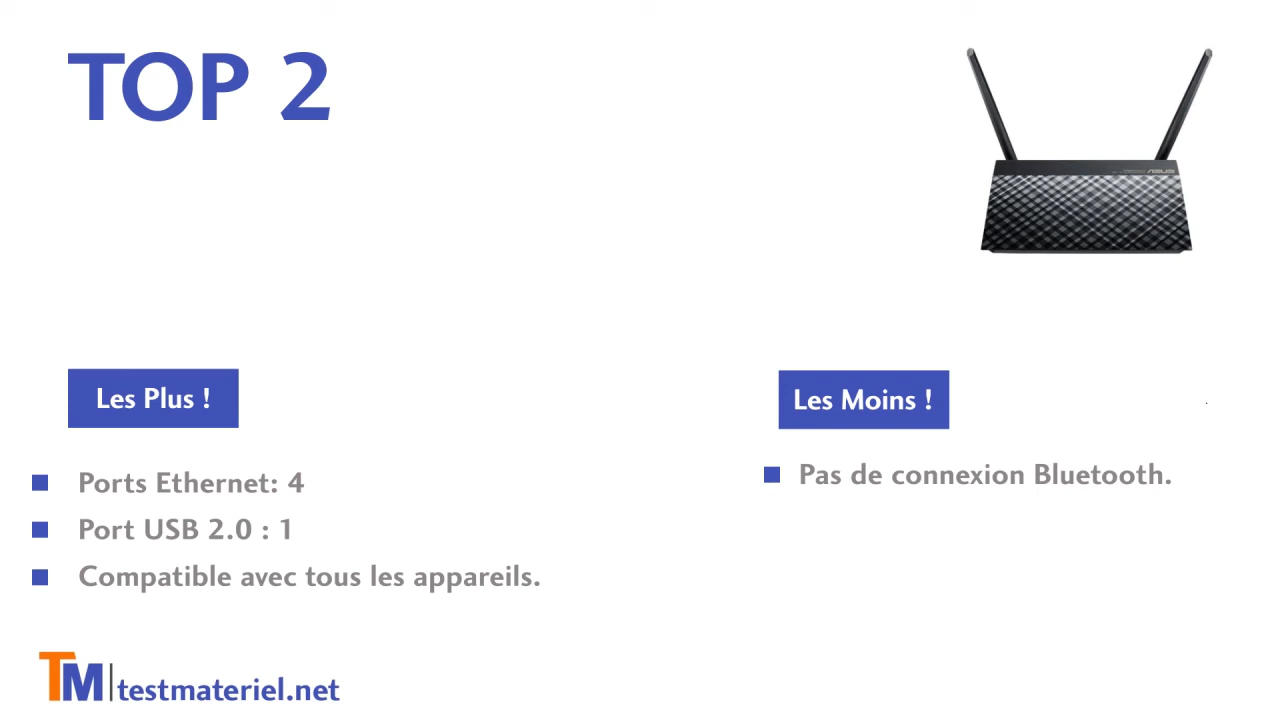 TOP 2
ASUS
Les Plus !
Les Moins !
Ports Ethernet: 4
Port USB 2.0 : 1
Compatible avec tous les appareils.
Pas de connexion Bluetooth.
TM|testmateriel.net